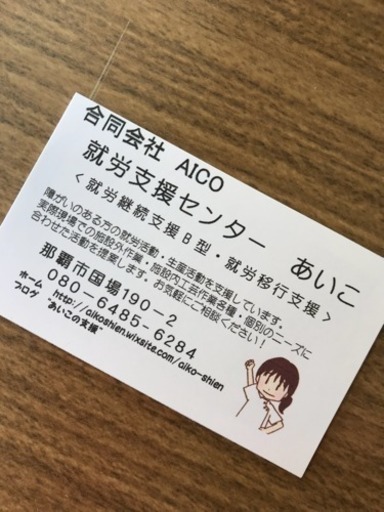 合同会社 AICO
就労支援センター あいこ
<就労継続支援B型・就労移行支援>
障がいのある方の就労活動・生産活動を支援しています。
実際現場での施設外作業・施設内工芸作業各種・個別のニーズに
合わせた活動を提案します。お気軽にご相談ください!
那覇市国場190-2
080-6485-6284
ホーム http://aikoshien.wixsite.com/aiko-shien
ブログ "あいこの支援"